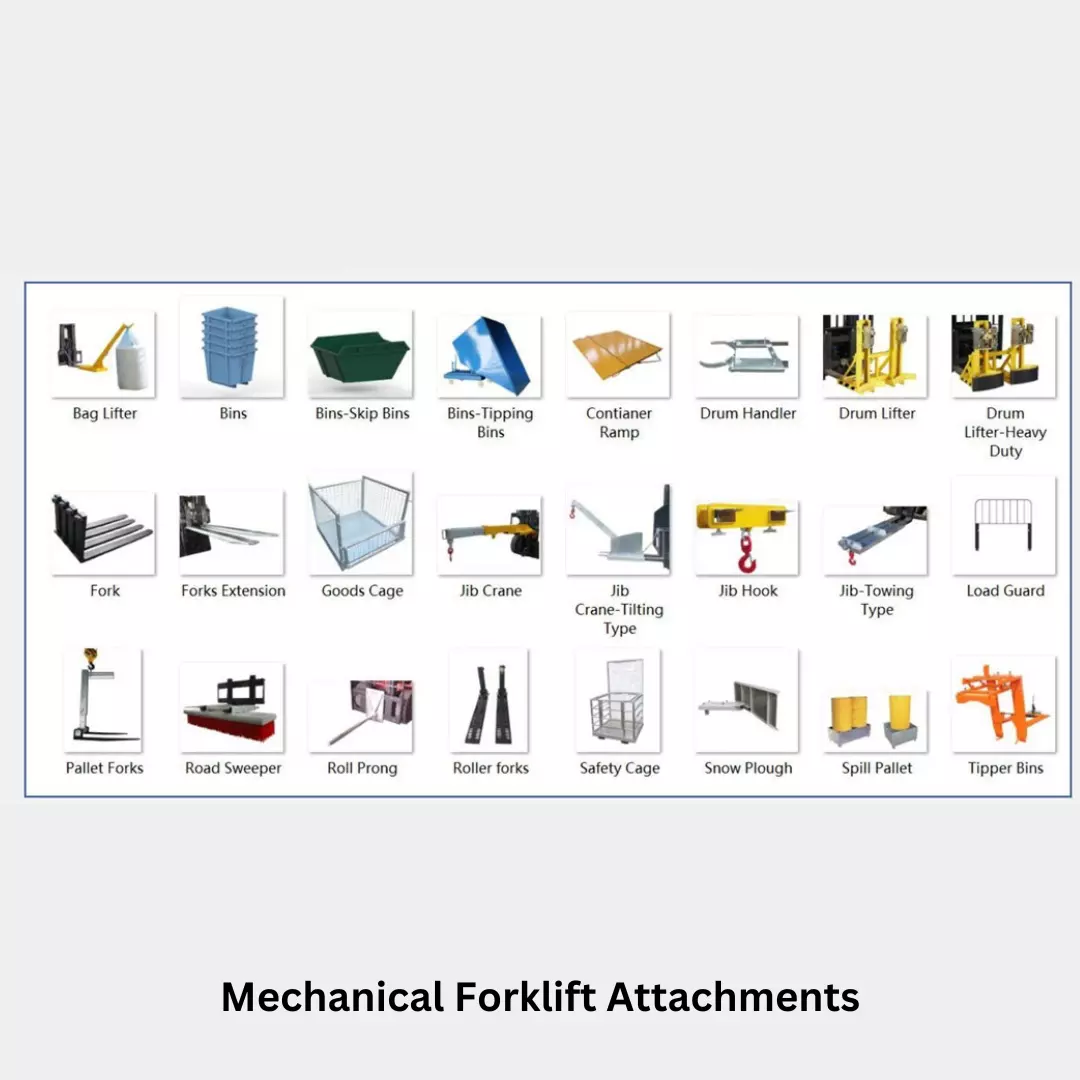 Bag Lifter
Bins
Bins-Skip Bins
Bins-Tipping
Bins
Contianer
Ramp
Drum Handler
Drum Lifter
Drum
Lifter-Heavy
Duty
Fork
Forks Extension
Goods Cage
Jib Crane
Jib
Crane-Tilting
Type
Jib Hook
Jib-Towing
Type
Load Guard
Pallet Forks
Road Sweeper
Roll Prong
Roller forks
Safety Cage
Snow Plough
Spill Pallet
Tipper Bins
Mechanical Forklift Attachments